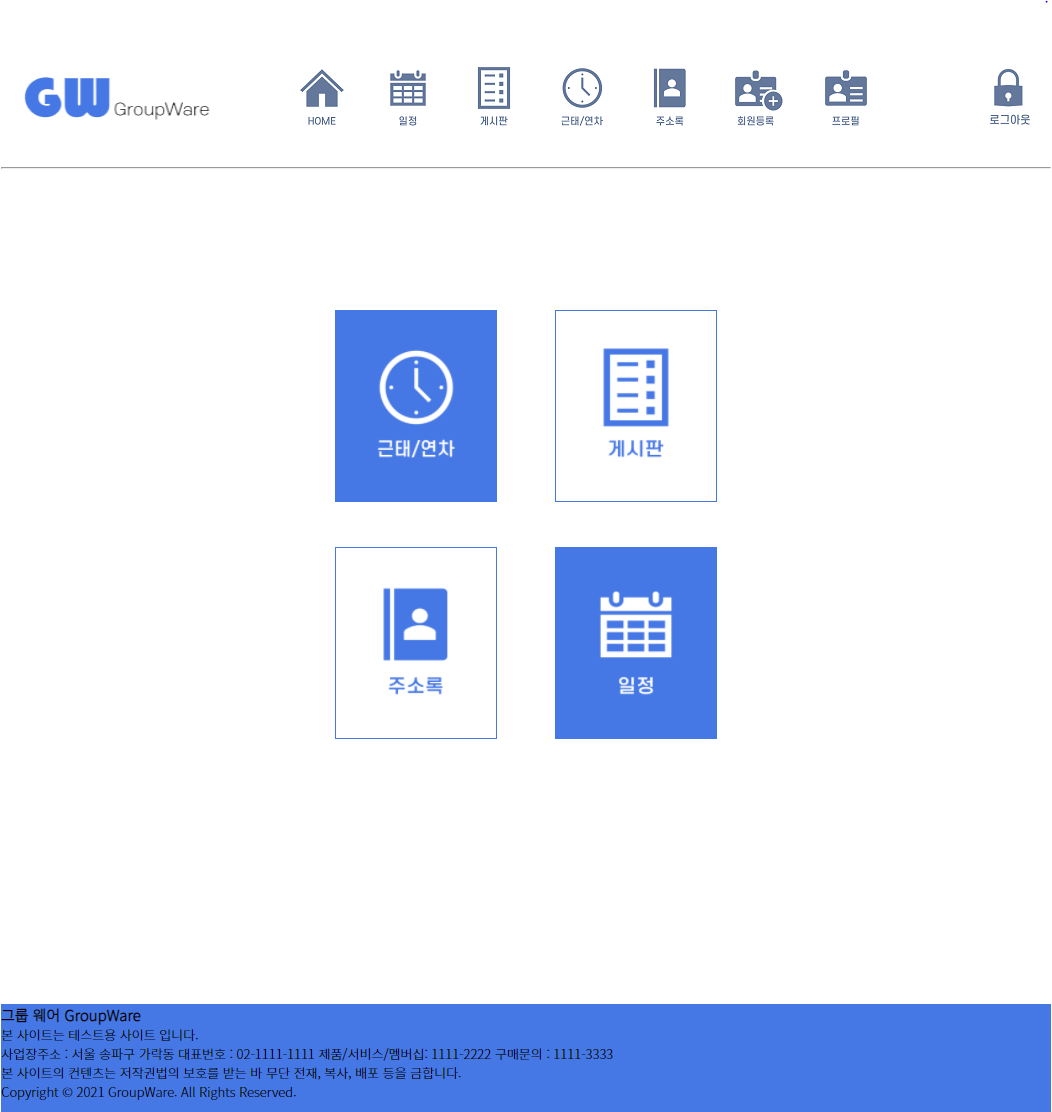 GW GroupWare
HOME 일정 게시판 근태/연차 주소록 회원등록 프로필 로그아웃
근태/연차 게시판
주소록 일정
그룹 웨어 GroupWare
본 사이트는 테스트용 사이트 입니다.
사업장주소 : 서울 송파구 가락동 대표번호 : 02-1111-1111 제품/서비스/멤버십: 1111-2222 구매문의 : 1111-3333
본 사이트의 컨텐츠는 저작권법의 보호를 받는 바 무단 전재, 복사, 배포 등을 금합니다.
Copyright © 2021 GroupWare. All Rights Reserved.